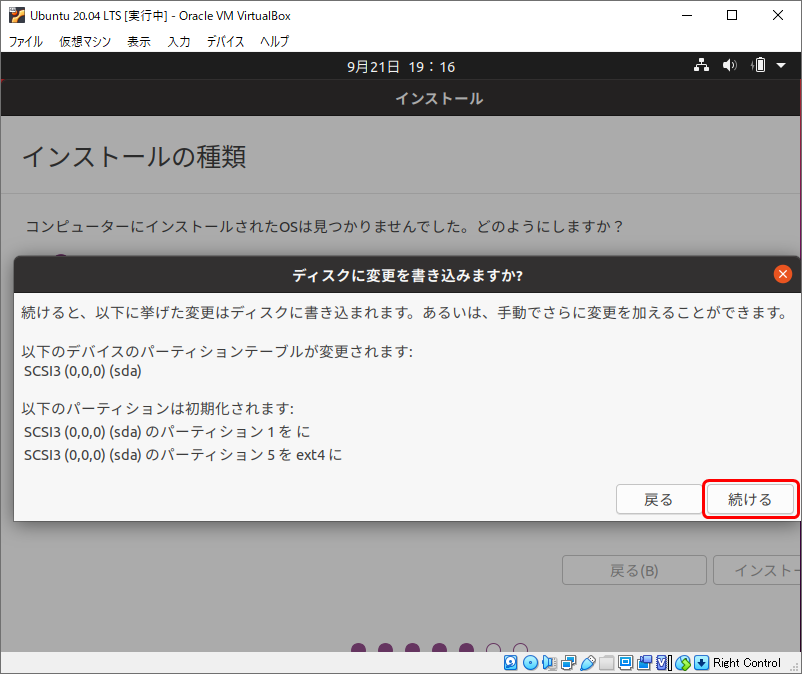 Ubuntu 20.04 LTS [実行中] - Oracle VM VirtualBox
ファイル 仮想マシン 表示 入力 デバイス ヘルプ
9月21日 19：16
インストール
インストールの種類
コンピューターにインストールされたOSは見つかりませんでした。どのようにしますか？
ディスクに変更を書き込みますか?
続けると、以下に挙げた変更はディスクに書き込まれます。あるいは、手動でさらに変更を加えることができます。
以下のデバイスのパーティションテーブルが変更されます:
SCSI3 (0,0,0) (sda)
以下のパーティションは初期化されます:
SCSI3 (0,0,0) (sda) のパーティション 1 を に
SCSI3 (0,0,0) (sda) のパーティション 5 を ext4 に
戻る 続ける
戻る(B) インストー
Right Control